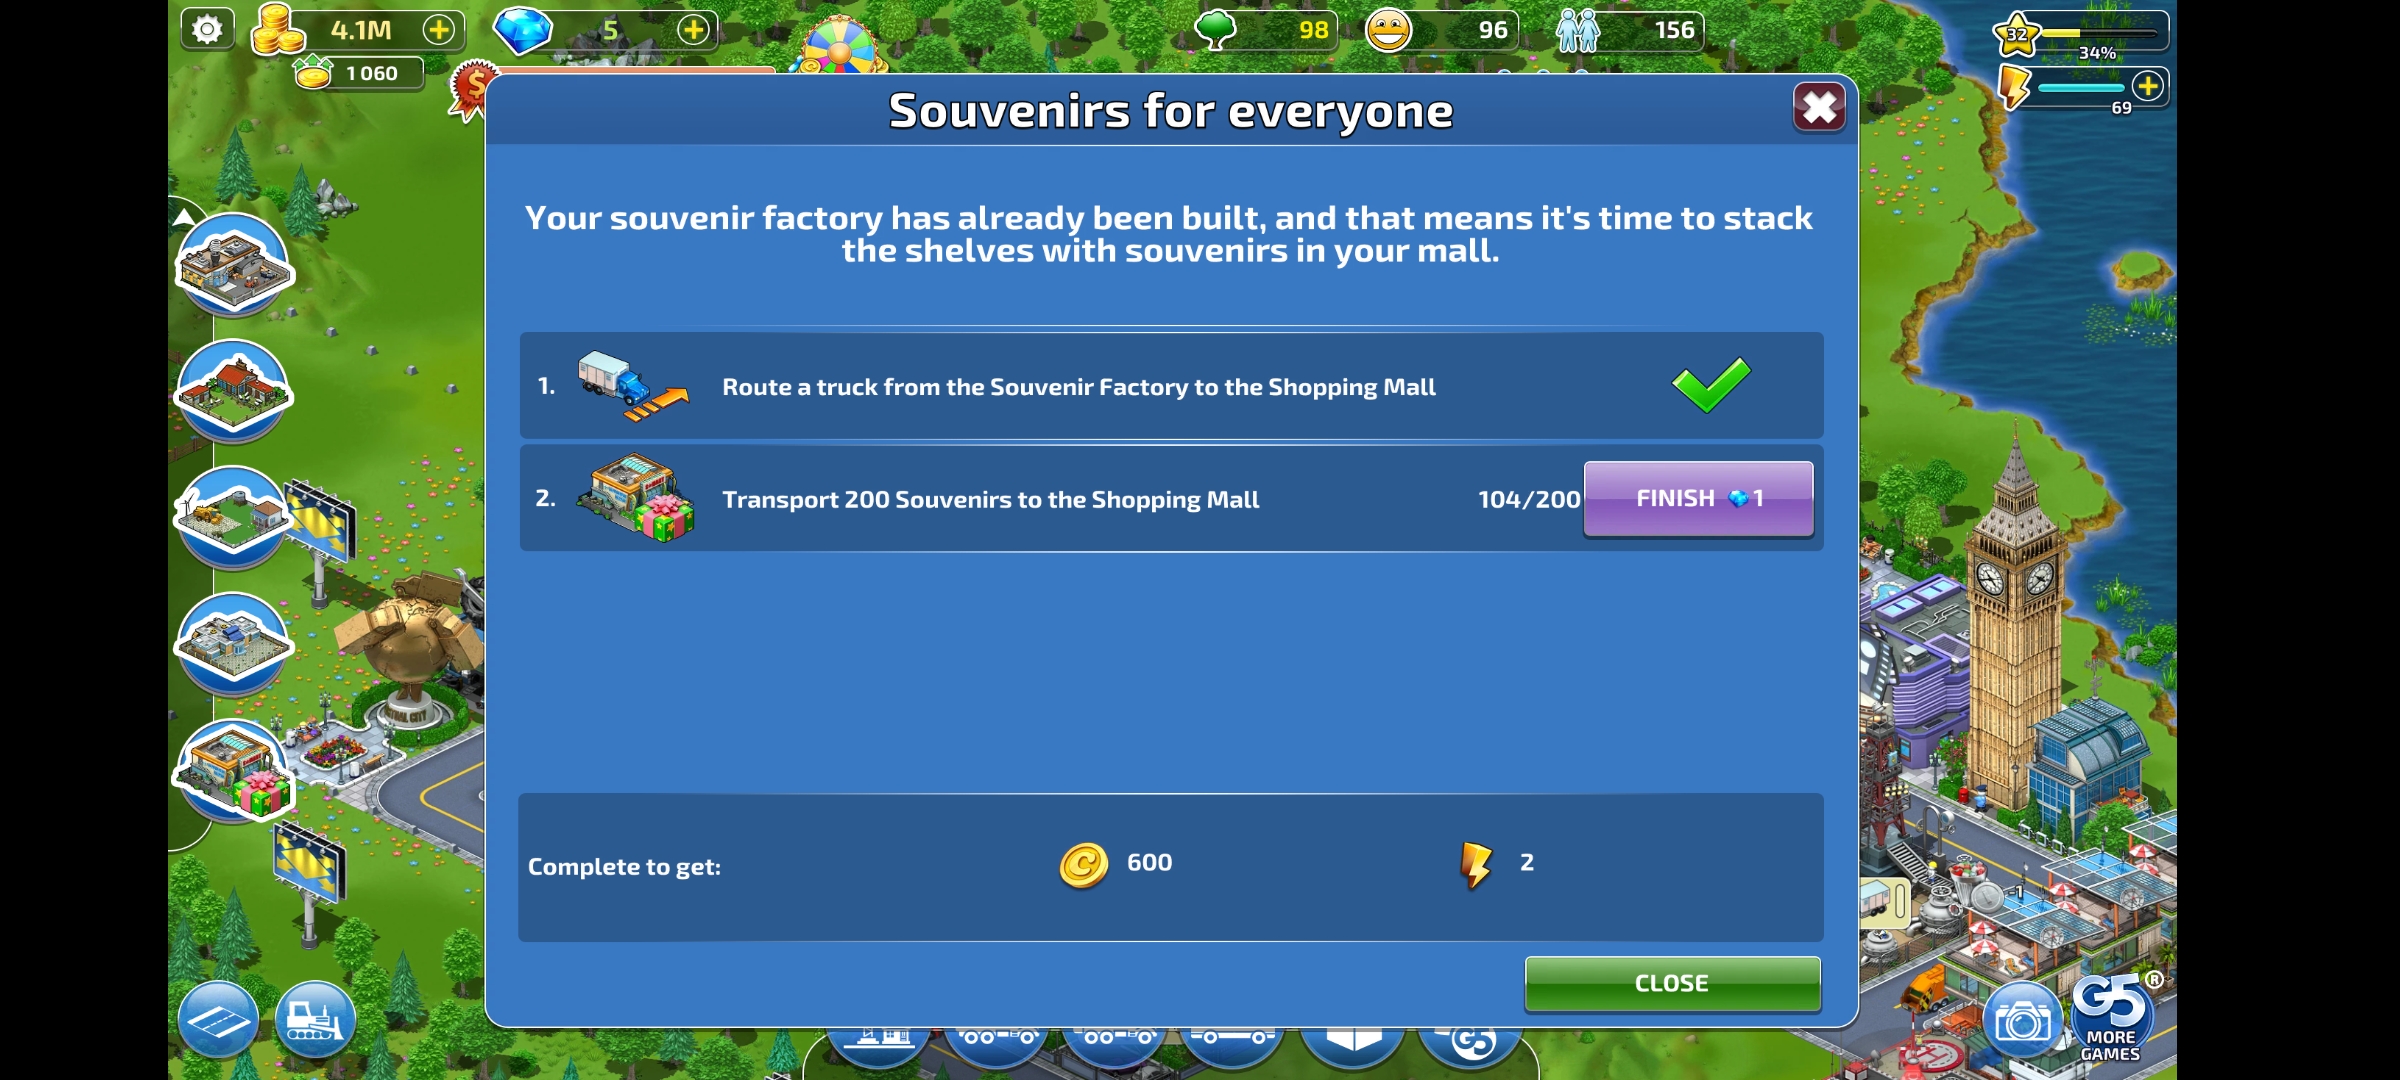 4.1M
5
98
96
156
32
34%
1 060
69
$
Souvenirs for everyone
Your souvenir factory has already been built, and that means it's time to stack
the shelves with souvenirs in your mall.
1. Route a truck from the Souvenir Factory to the Shopping Mall
2. Transport 200 Souvenirs to the Shopping Mall 104/200 FINISH 1
Complete to get: 600 2
CLOSE
-1
G5
G5®
MORE
GAMES